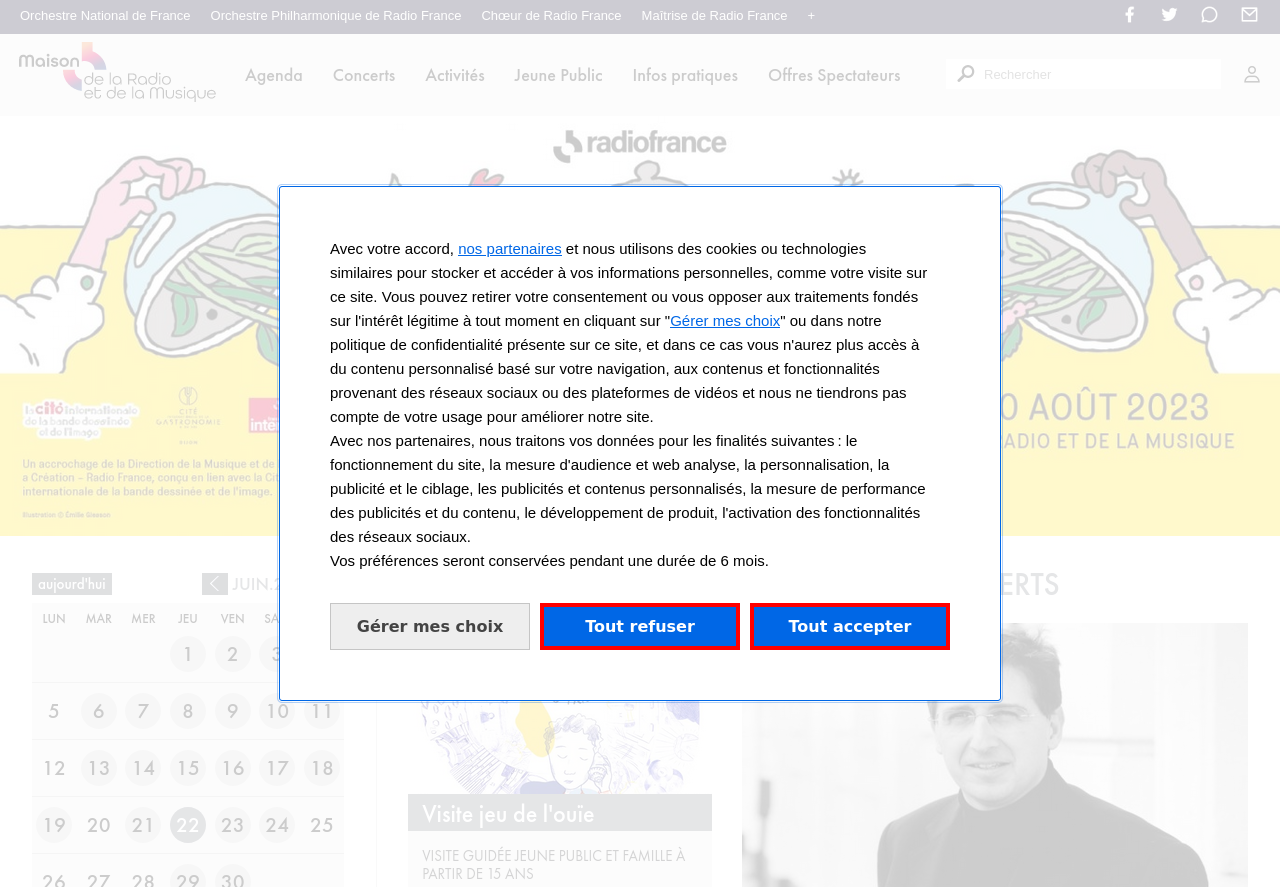 Orchestre National de France Orchestre Philharmonique de Radio France Chœur de Radio France Maîtrise de Radio France +
Maison
de la Radio
et de la Musique
Agenda Concerts Activités Jeune Public Infos pratiques Offres Spectateurs
Rechercher
radiofrance
Avec votre accord, nos partenaires et nous utilisons des cookies ou technologies
similaires pour stocker et accéder à vos informations personnelles, comme votre visite sur
ce site. Vous pouvez retirer votre consentement ou vous opposer aux traitements fondés
sur l'intérêt légitime à tout moment en cliquant sur "Gérer mes choix" ou dans notre
politique de confidentialité présente sur ce site, et dans ce cas vous n'aurez plus accès à
du contenu personnalisé basé sur votre navigation, aux contenus et fonctionnalités
provenant des réseaux sociaux ou des plateformes de vidéos et nous ne tiendrons pas
compte de votre usage pour améliorer notre site.
Avec nos partenaires, nous traitons vos données pour les finalités suivantes : le
fonctionnement du site, la mesure d'audience et web analyse, la personnalisation, la
publicité et le ciblage, les publicités et contenus personnalisés, la mesure de performance
des publicités et du contenu, le développement de produit, l'activation des fonctionnalités
des réseaux sociaux.
Vos préférences seront conservées pendant une durée de 6 mois.
Gérer mes choix Tout refuser Tout accepter
la cité internationale
de la bande dessinée
et de l'image
CITÉ
GASTRONOMIE
inter
0 AOÛT 2023
ADIO ET DE LA MUSIQUE
Un accrochage de la Direction de la Musique et de
a Création – Radio France, conçu en lien avec la Cit
internationale de la bande dessinée et de l'image.
aujourd'hui JUIN.2
ERTS
LUN MAR MER JEU VEN SA
1 2 3
5 6 7 8 9 10 11
12 13 14 15 16 17 18
19 20 21 22 23 24 25
26 27 28 29 30
Visite jeu de l'ouïe
VISITE GUIDÉE JEUNE PUBLIC ET FAMILLE À
PARTIR DE 15 ANS